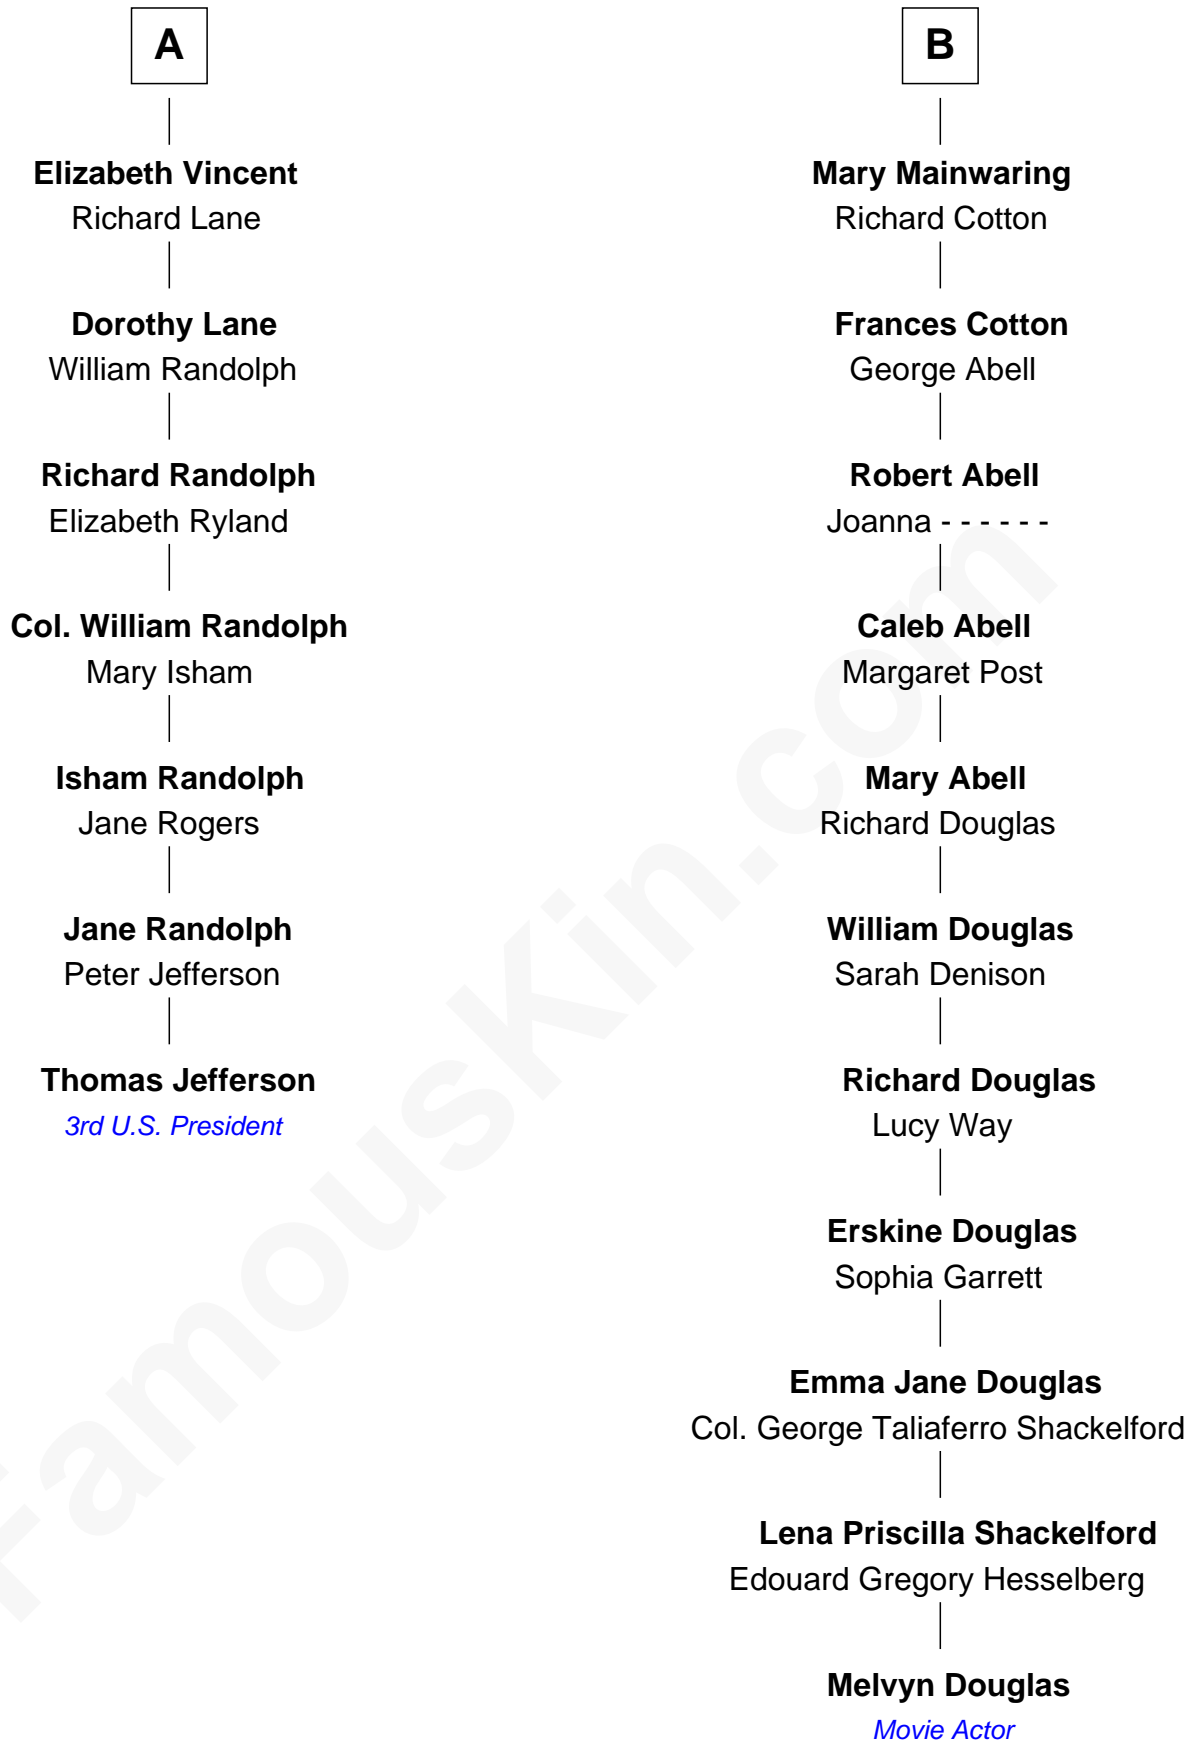 A
Elizabeth Vincent
Richard Lane
Dorothy Lane
William Randolph
Richard Randolph
Elizabeth Ryland
Col. William Randolph
Mary Isham
Isham Randolph
Jane Rogers
Jane Randolph
Peter Jefferson
Thomas Jefferson
3rd U.S. President
B
Mary Mainwaring
Richard Cotton
Frances Cotton
George Abell
Robert Abell
Joanna - - - - - -
Caleb Abell
Margaret Post
Mary Abell
Richard Douglas
William Douglas
Sarah Denison
Richard Douglas
Lucy Way
Erskine Douglas
Sophia Garrett
Emma Jane Douglas
Col. George Taliaferro Shackelford
Lena Priscilla Shackelford
Edouard Gregory Hesselberg
Melvyn Douglas
Movie Actor
FamousKin.com